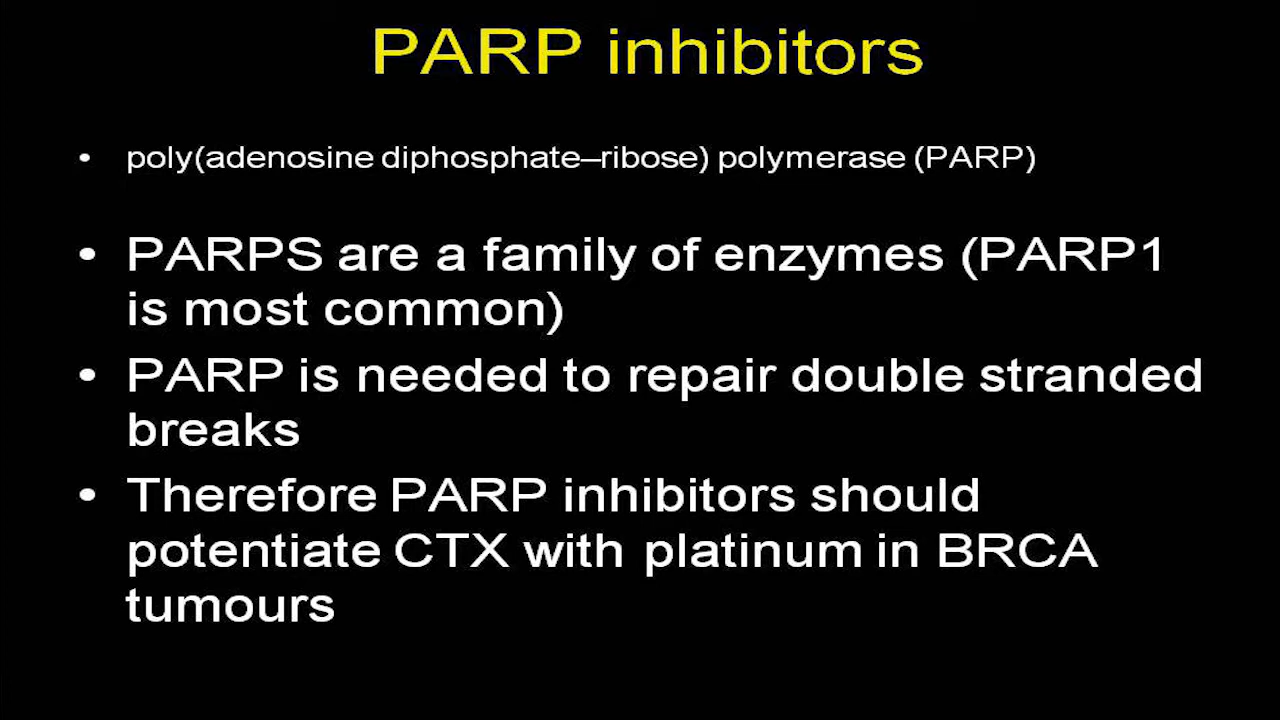 PARP inhibitors
• poly(adenosine diphosphate–ribose) polymerase (PARP)
• PARPS are a family of enzymes (PARP1
is most common)
• PARP is needed to repair double stranded
breaks
• Therefore PARP inhibitors should
potentiate CTX with platinum in BRCA
tumours